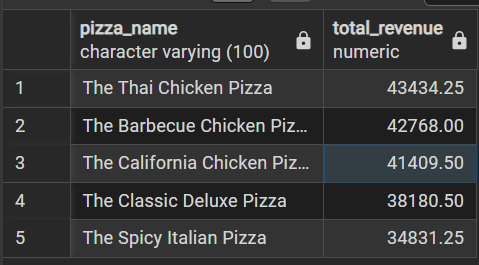 pizza_name total_revenue
character varying (100) numeric
1 The Thai Chicken Pizza 43434.25
2 The Barbecue Chicken Piz... 42768.00
3 The California Chicken Piz... 41409.50
4 The Classic Deluxe Pizza 38180.50
5 The Spicy Italian Pizza 34831.25